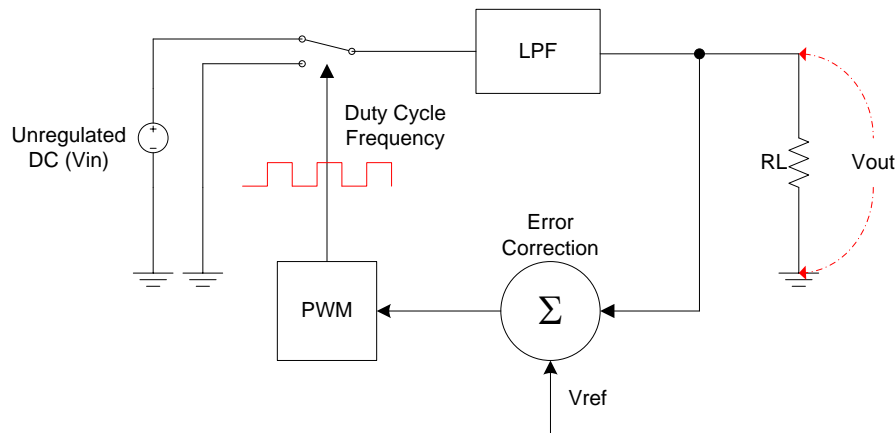 LPF
Duty Cycle
Frequency
Unregulated
DC (Vin)
+
−
RL
Vout
Error
Correction
PWM
Σ
Vref